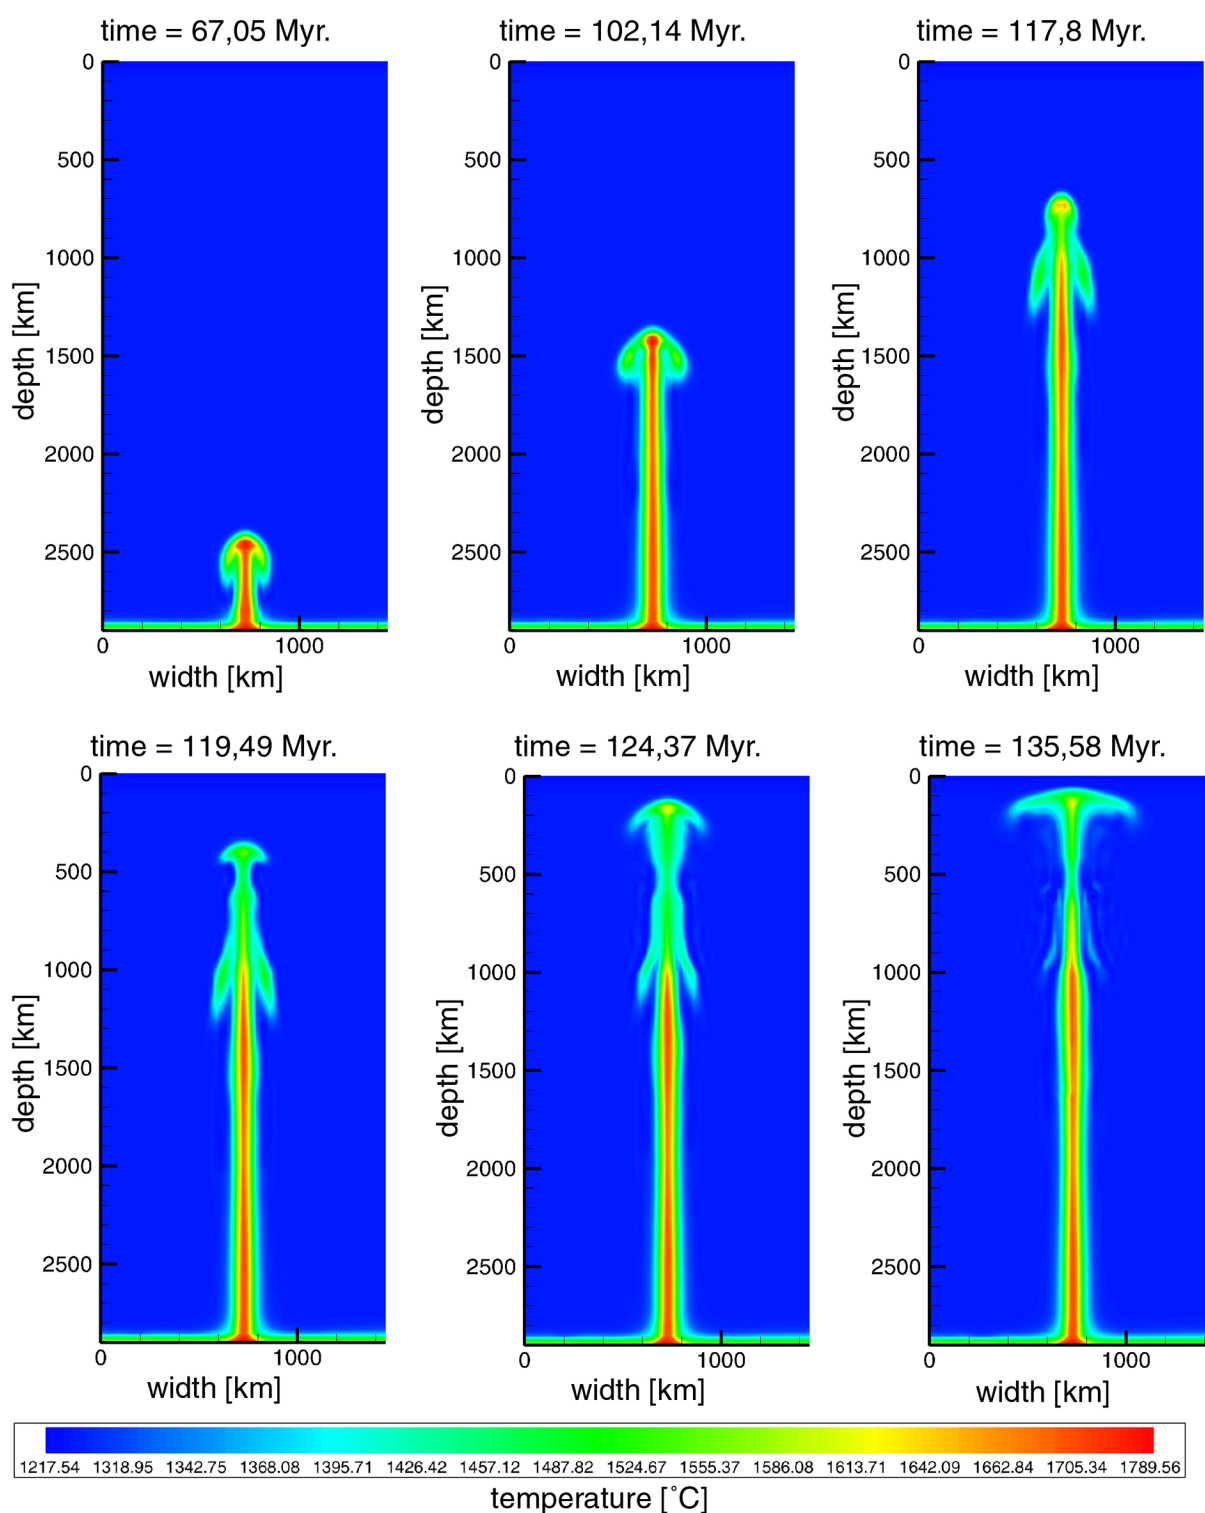 time = 67,05 Myr.
time = 102,14 Myr.
time = 117,8 Myr.
0
500
1000
1500
2000
2500
depth [km]
0
1000
width [km]
0
500
1000
1500
2000
2500
depth [km]
0
1000
width [km]
0
500
1000
1500
2000
2500
depth [km]
0
1000
width [km]
time = 119,49 Myr.
time = 124,37 Myr.
time = 135,58 Myr.
0
500
1000
1500
2000
2500
depth [km]
0
1000
width [km]
0
500
1000
1500
2000
2500
depth [km]
0
1000
width [km]
0
500
1000
1500
2000
2500
depth [km]
0
1000
width [km]
1217.54 1318.95 1342.75 1368.08 1395.71 1426.42 1457.12 1487.82 1524.67 1555.37 1586.08 1613.71 1642.09 1662.84 1705.34 1789.56
temperature [˚C]